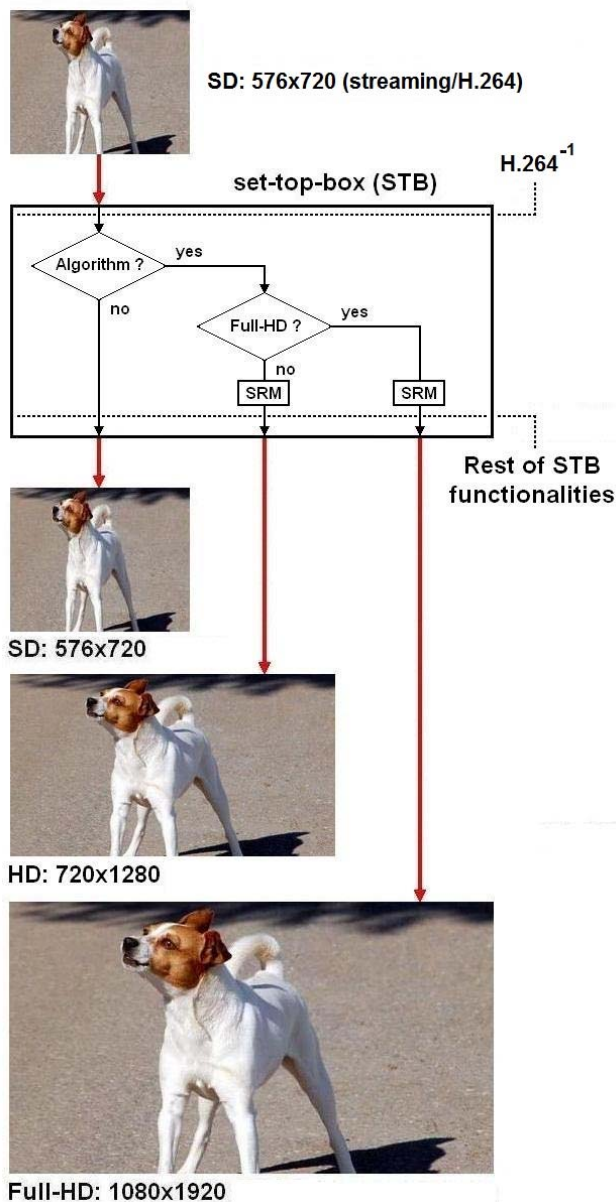 SD: 576x720 (streaming/H.264)
H.264-1
set-top-box (STB)
Algorithm ?
yes
no
Full-HD ?
yes
no
SRM
SRM
Rest of STB
functionalities
SD: 576x720
HD: 720x1280
Full-HD: 1080x1920